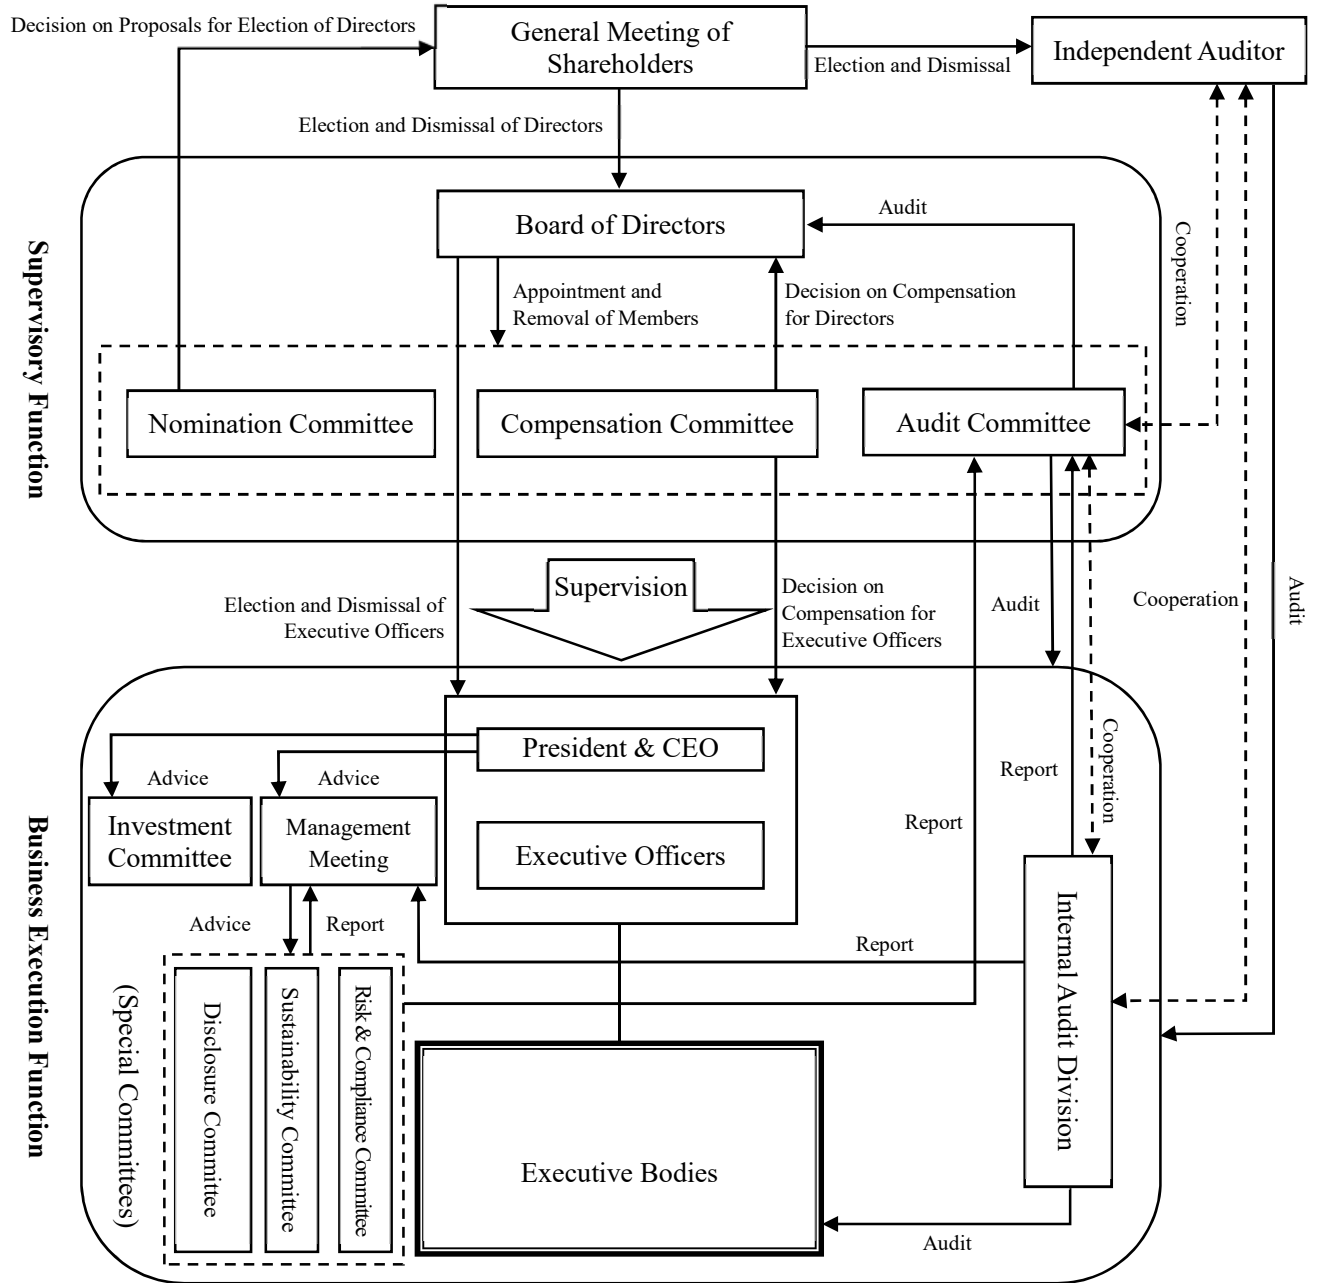 Decision on Proposals for Election of Directors
General Meeting of
Shareholders
Election and Dismissal
Independent Auditor
Election and Dismissal of Directors
Supervisory Function
Board of Directors
Audit
Cooperation
Appointment and
Removal of Members
Decision on Compensation
for Directors
Nomination Committee
Compensation Committee
Audit Committee
Supervision
Election and Dismissal of
Executive Officers
Decision on
Compensation for
Executive Officers
Audit
Cooperation
Audit
Business Execution Function
President & CEO
Advice
Advice
Report
Cooperation
Investment
Committee
Management
Meeting
Executive Officers
Report
Advice
Report
Report
Internal Audit Division
(Special Committees)
Disclosure Committee
Sustainability Committee
Risk & Compliance Committee
Executive Bodies
Audit